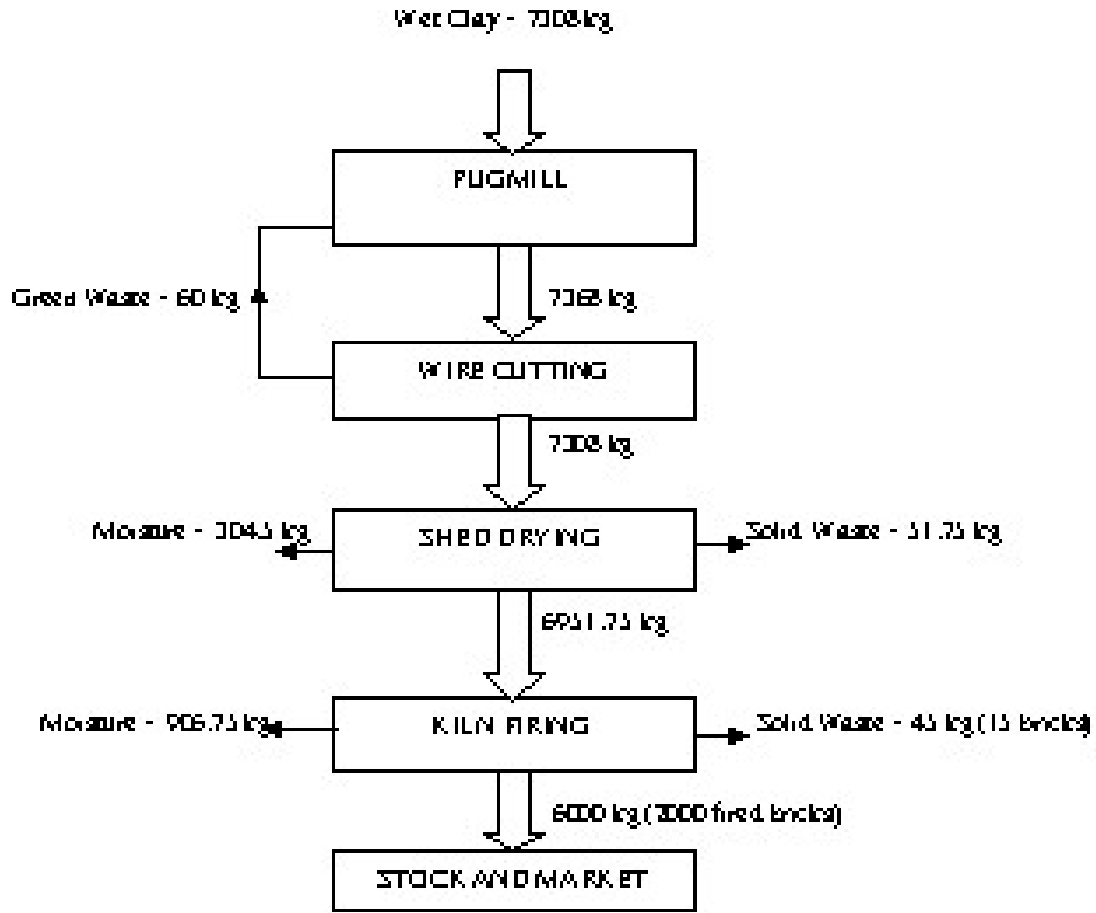 Wet Clay - 7308 kg
PUGMILL
Green Waste - 60 kg
7368 kg
WIRE CUTTING
7308 kg
Moisture - 304.5 kg
SHED DRYING
Solid Waste - 51.75 kg
6951.75 kg
Moisture - 906.75 kg
KILN FIRING
Solid Waste - 45 kg (15 bricks)
6000 kg (2000 fired bricks)
STOCK AND MARKET